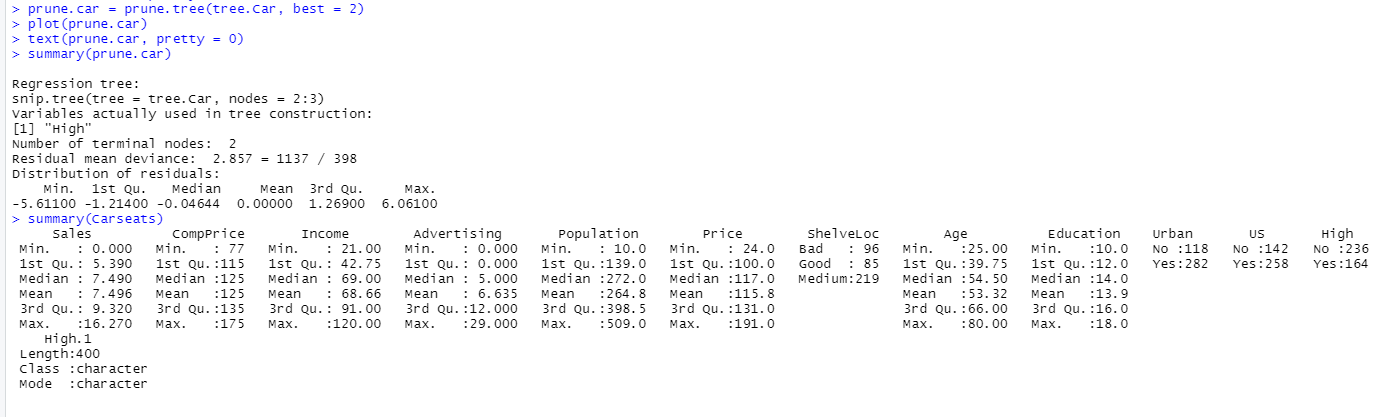 > prune.car = prune.tree(tree.Car, best = 2)
> plot(prune.car)
> text(prune.car, pretty = 0)
> summary(prune.car)
Regression tree:
snip.tree(tree = tree.Car, nodes = 2:3)
Variables actually used in tree construction:
[1] "High"
Number of terminal nodes:  2
Residual mean deviance:  2.857 = 1137 / 398
Distribution of residuals:
    Min.  1st Qu.   Median     Mean  3rd Qu.     Max.
-5.61100 -1.21400 -0.04644  0.00000  1.26900  6.06100
> summary(Carseats)
     Sales          CompPrice       Income        Advertising       Population        Price        ShelveLoc        Age          Education    Urban       US        High
 Min.   : 0.000   Min.   : 77   Min.   : 21.00   Min.   : 0.000   Min.   : 10.0   Min.   : 24.0   Bad   : 96   Min.   :25.00   Min.   :10.0   No :118   No :142   No :236
 1st Qu.: 5.390   1st Qu.:115   1st Qu.: 42.75   1st Qu.: 0.000   1st Qu.:139.0   1st Qu.:100.0   Good  : 85   1st Qu.:39.75   1st Qu.:12.0   Yes:282   Yes:258   Yes:164
 Median : 7.490   Median :125   Median : 69.00   Median : 5.000   Median :272.0   Median :117.0   Medium:219   Median :54.50   Median :14.0
 Mean   : 7.496   Mean   :125   Mean   : 68.66   Mean   : 6.635   Mean   :264.8   Mean   :115.8                Mean   :53.32   Mean   :13.9
 3rd Qu.: 9.320   3rd Qu.:135   3rd Qu.: 91.00   3rd Qu.:12.000   3rd Qu.:398.5   3rd Qu.:131.0                3rd Qu.:66.00   3rd Qu.:16.0
 Max.   :16.270   Max.   :175   Max.   :120.00   Max.   :29.000   Max.   :509.0   Max.   :191.0                Max.   :80.00   Max.   :18.0
    High.1
 Length:400
 Class :character
 Mode  :character